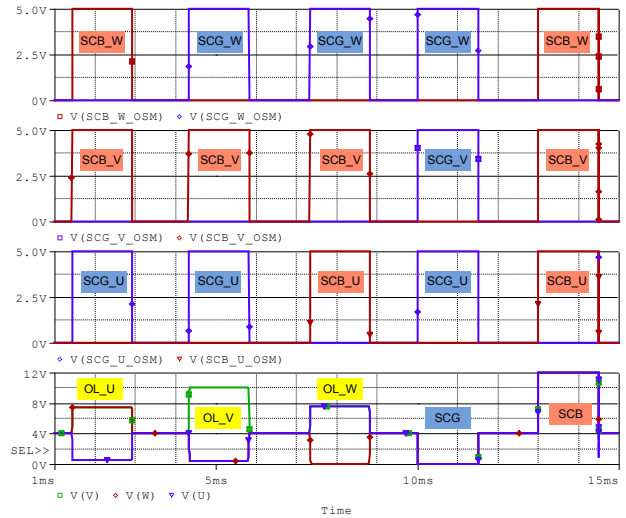 5.0V
SCB_W SCG_W SCG_W SCG_W SCB_W
2.5V
0V
V(SCB_W_OSM) V(SCG_W_OSM)
5.0V
SCB_V SCB_V SCB_V SCG_V SCB_V
2.5V
0V
V(SCG_V_OSM) V(SCB_V_OSM)
5.0V
SCG_U SCG_U SCB_U SCG_U SCB_U
2.5V
0V
V(SCG_U_OSM) V(SCB_U_OSM)
12V
OL_U OL_W
8V
OL_V SCG SCB
4V
SEL>>
0V
1ms 5ms 10ms 15ms
V(V) V(W) V(U)
Time